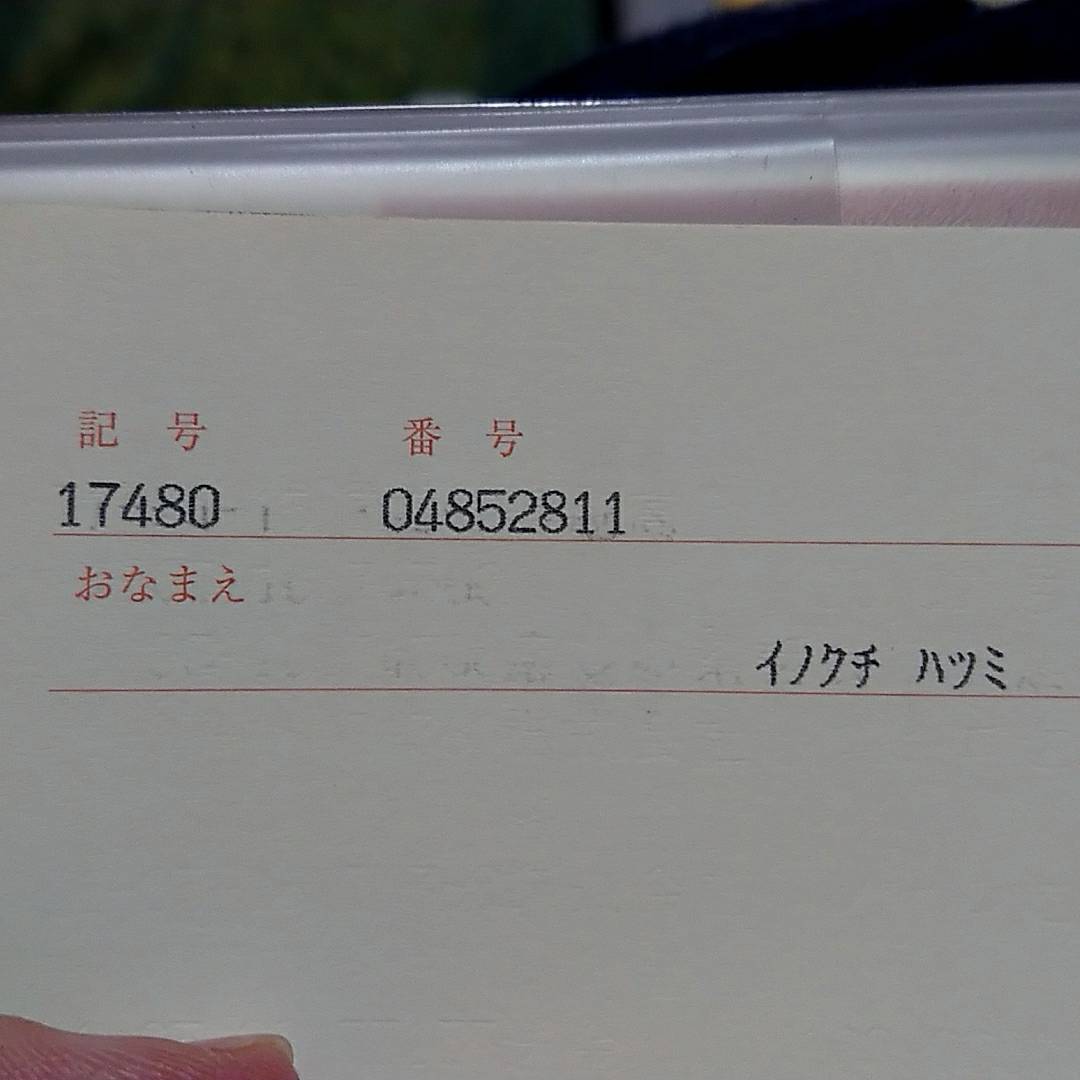 記号 番号
17480 04852811
おなまえ
イノクチ ハツミ